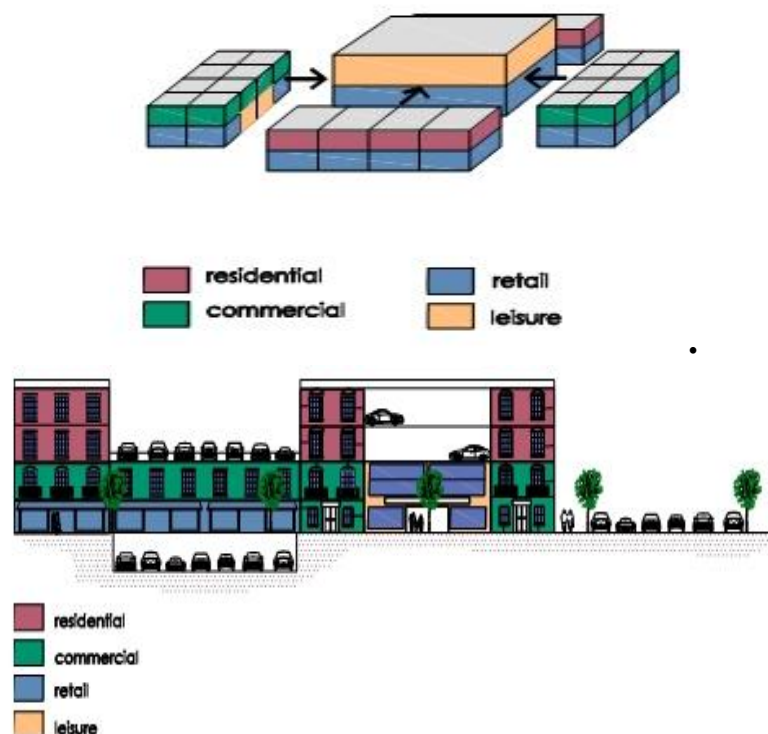 residential retail
commercial leisure
residential
commercial
retail
leisure